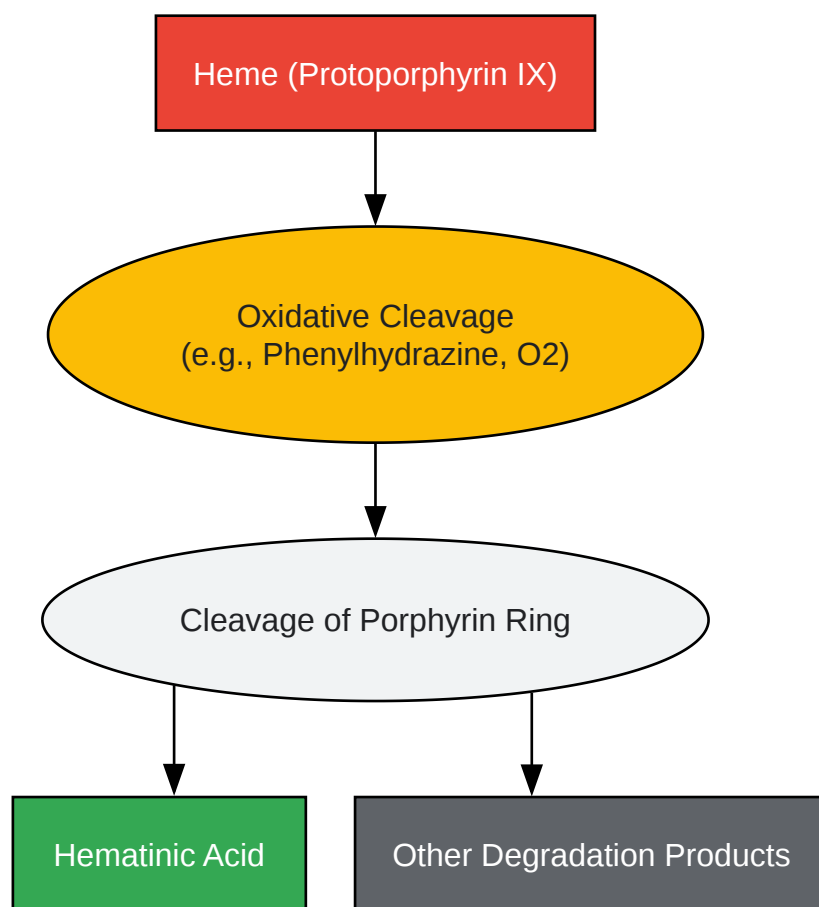 Heme (Protoporphyrin IX)
Oxidative Cleavage
(e.g., Phenylhydrazine, O2)
Cleavage of Porphyrin Ring
Hematinic Acid
Other Degradation Products